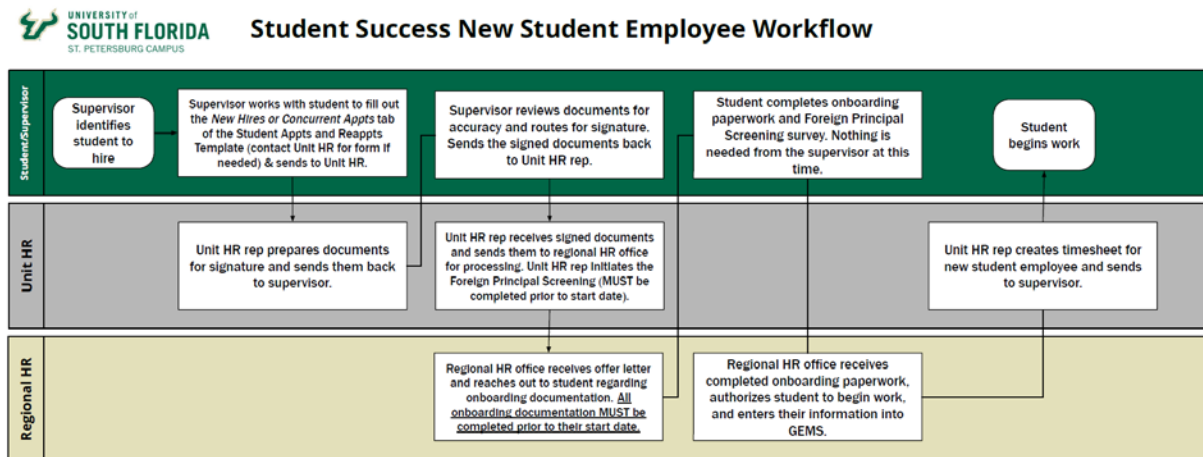 UNIVERSITY of
SOUTH FLORIDA
ST. PETERSBURG CAMPUS
Student Success New Student Employee Workflow
Student/Supervisor
Supervisor
identifies
student to
hire
Supervisor works with student to fill out
the New Hires or Concurrent Appts tab
of the Student Appts and Reappts
Template (contact Unit HR for form if
needed) & sends to Unit HR.
Supervisor reviews documents for
accuracy and routes for signature.
Sends the signed documents back
to Unit HR rep.
Student completes onboarding
paperwork and Foreign Principal
Screening survey. Nothing is
needed from the supervisor at this
time.
Student
begins work
Unit HR
Unit HR rep prepares documents
for signature and sends them back
to supervisor.
Unit HR rep receives signed documents
and sends them to regional HR office
for processing. Unit HR rep initiates the
Foreign Principal Screening (MUST be
completed prior to start date).
Unit HR rep creates timesheet for
new student employee and sends
to supervisor.
Regional HR
Regional HR office receives offer letter
and reaches out to student regarding
onboarding documentation. All
onboarding documentation MUST be
completed prior to their start date.
Regional HR office receives
completed onboarding paperwork,
authorizes student to begin work,
and enters their information into
GEMS.